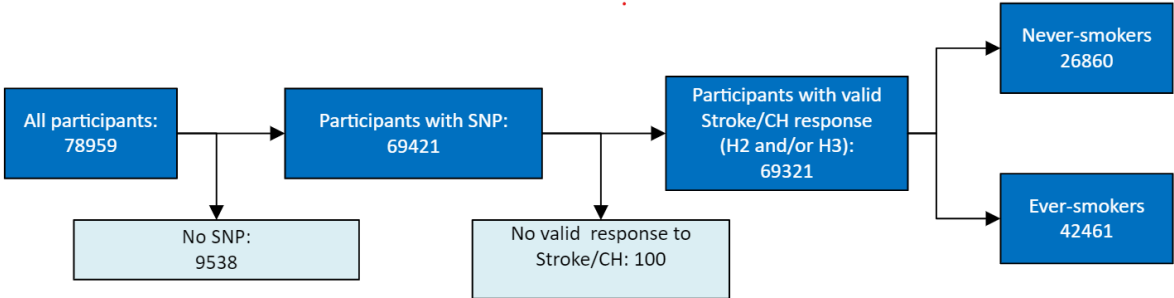 All participants:
78959
No SNP:
9538
Participants with SNP:
69421
No valid response to
Stroke/CH: 100
Participants with valid
Stroke/CH response
(H2 and/or H3):
69321
Never-smokers
26860
Ever-smokers
42461